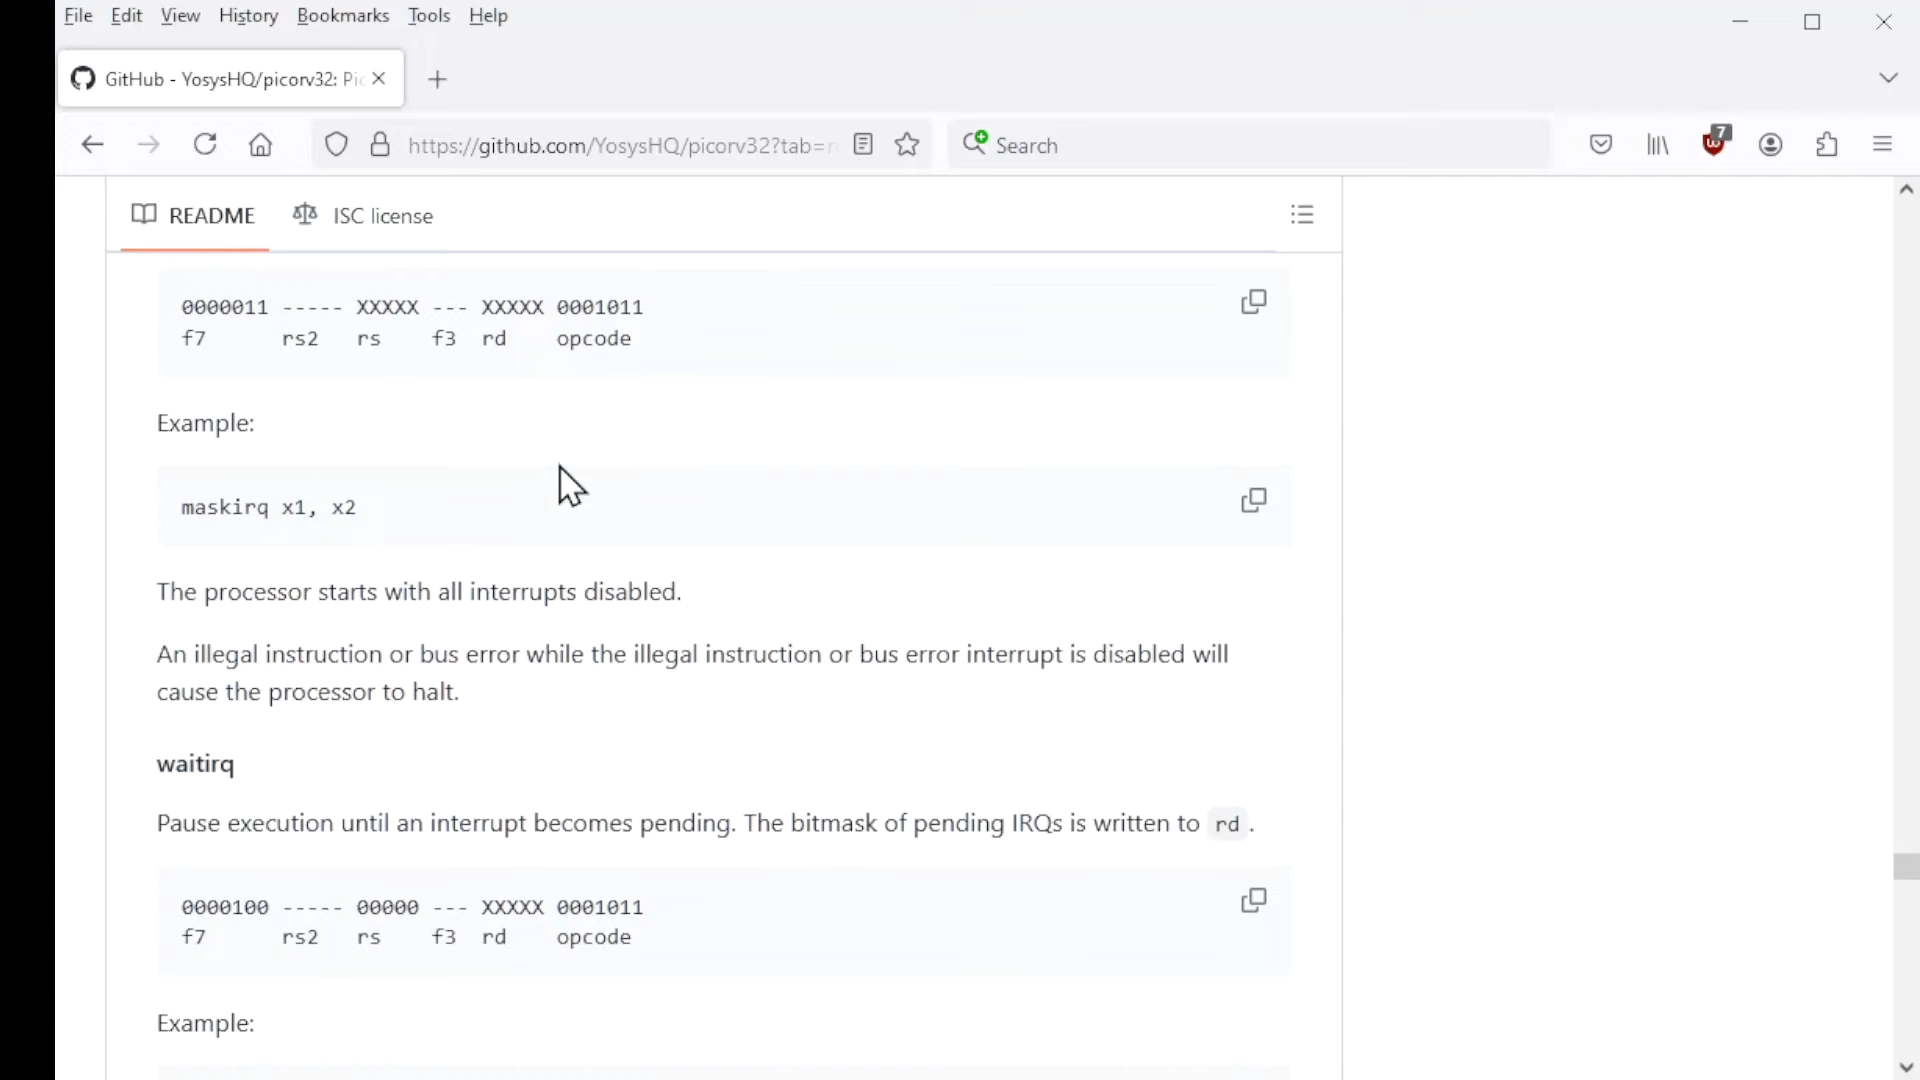 File Edit View History Bookmarks Tools Help
GitHub - YosysHQ/picorv32: Pic
https://github.com/YosysHQ/picorv32?tab=r
Search
7
README ISC license
0000011 ----- XXXXX --- XXXXX 0001011
f7 rs2 rs f3 rd opcode
Example:
maskirq x1, x2
The processor starts with all interrupts disabled.
An illegal instruction or bus error while the illegal instruction or bus error interrupt is disabled will
cause the processor to halt.
waitirq
Pause execution until an interrupt becomes pending. The bitmask of pending IRQs is written to rd .
0000100 ----- 00000 --- XXXXX 0001011
f7 rs2 rs f3 rd opcode
Example: